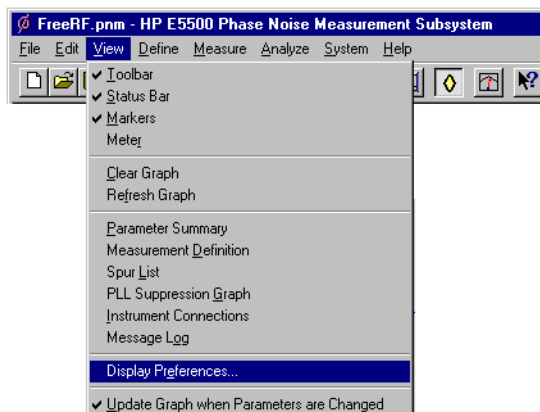 FreeRF.pnm - HP E5500 Phase Noise Measurement Subsystem
File Edit View Define Measure Analyze System Help
Toolbar
Status Bar
Markers
Meter
Clear Graph
Refresh Graph
Parameter Summary
Measurement Definition
Spur List
PLL Suppression Graph
Instrument Connections
Message Log
Display Preferences...
Update Graph when Parameters are Changed